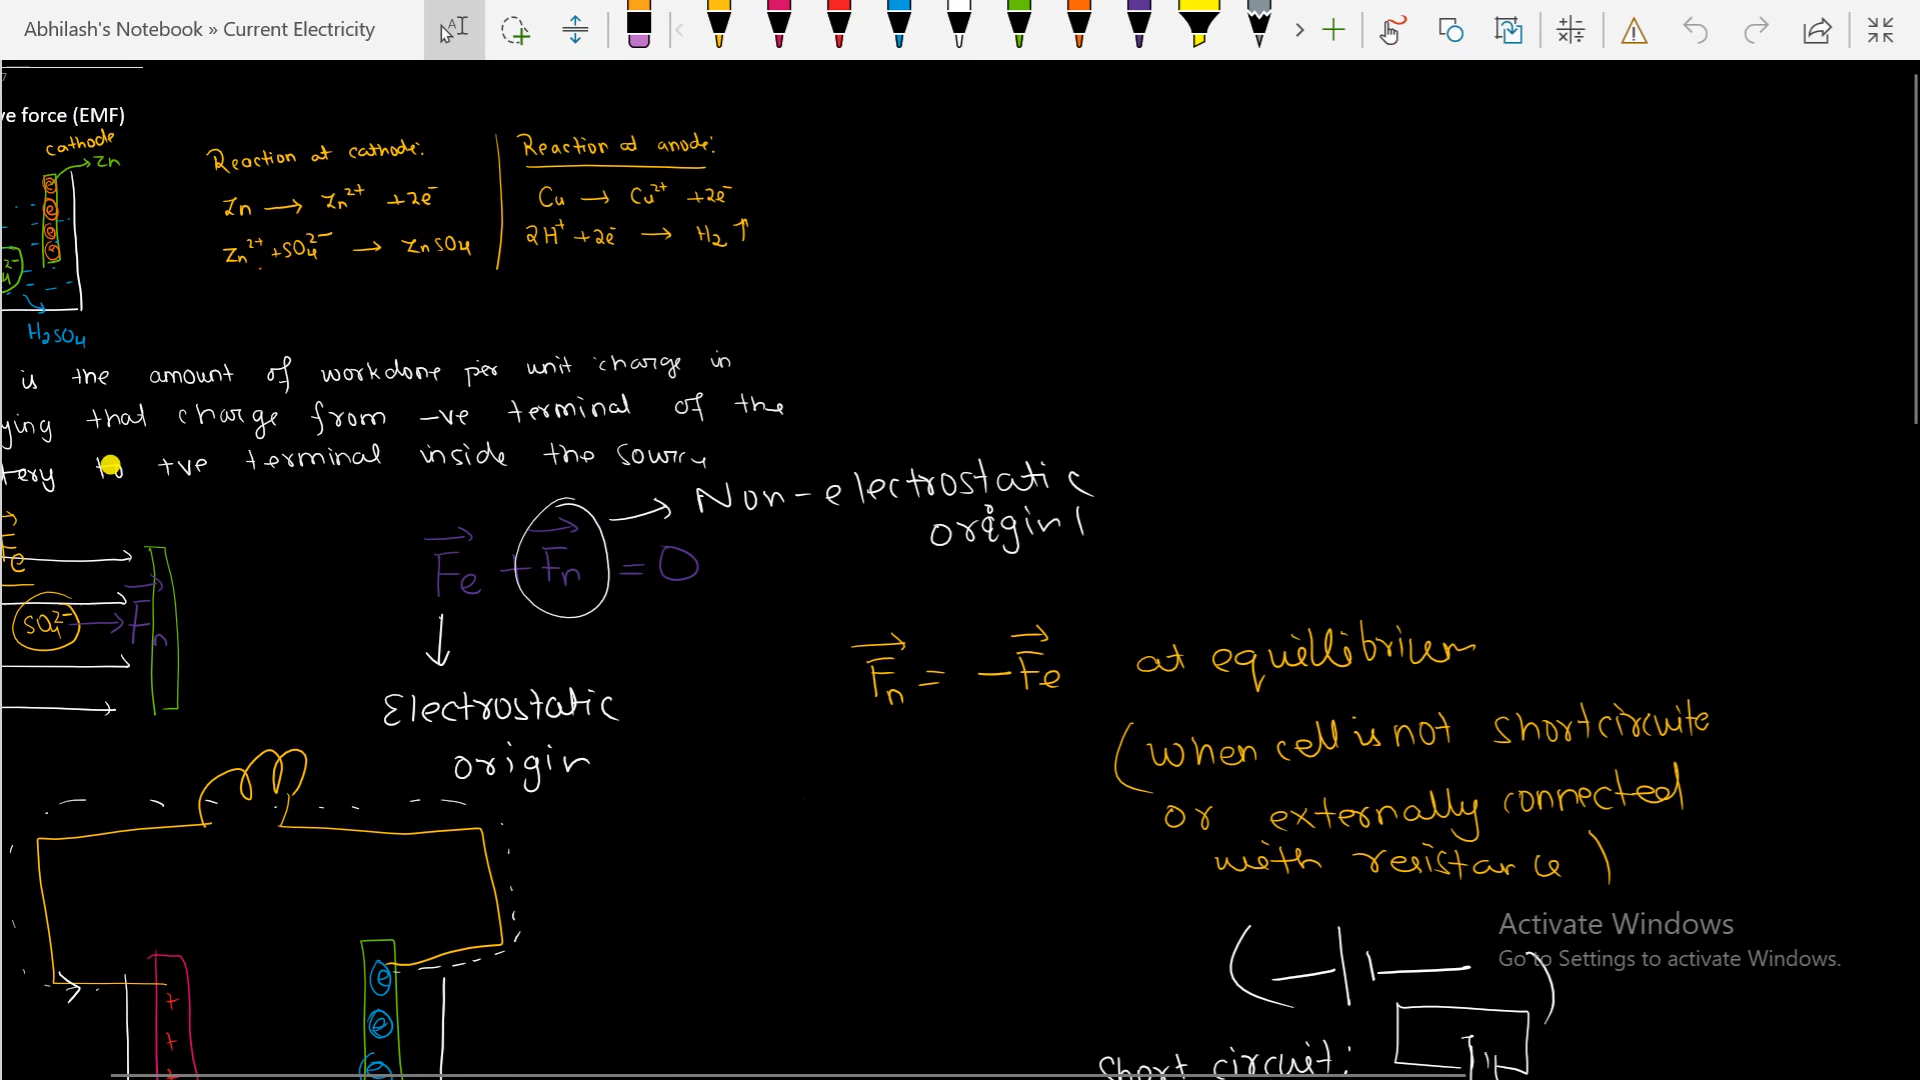 Abhilash's Notebook » Current Electricity
ve force (EMF)
cathode
Zn
Reaction at cathode:
Zn → Zn²⁺ + 2e⁻
Zn²⁺ + SO₄²⁻ → ZnSO₄
Reaction at anode:
Cu → Cu²⁺ + 2e⁻
2H⁺ + 2e⁻ → H₂ ↑
H₂SO₄
is the amount of workdone per unit charge in
ying that charge from -ve terminal of the
tery to +ve terminal inside the source
Fe + Fn = 0
Non-electrostatic
origin
Fe
SO₄²⁻
Fn
Electrostatic
origin
Fn = -Fe at equillibrium
(when cell is not shortcircuite
or externally connected
with resistance)
Activate Windows
Go to Settings to activate Windows.
e
+
e
+
e
+
Short circuit: